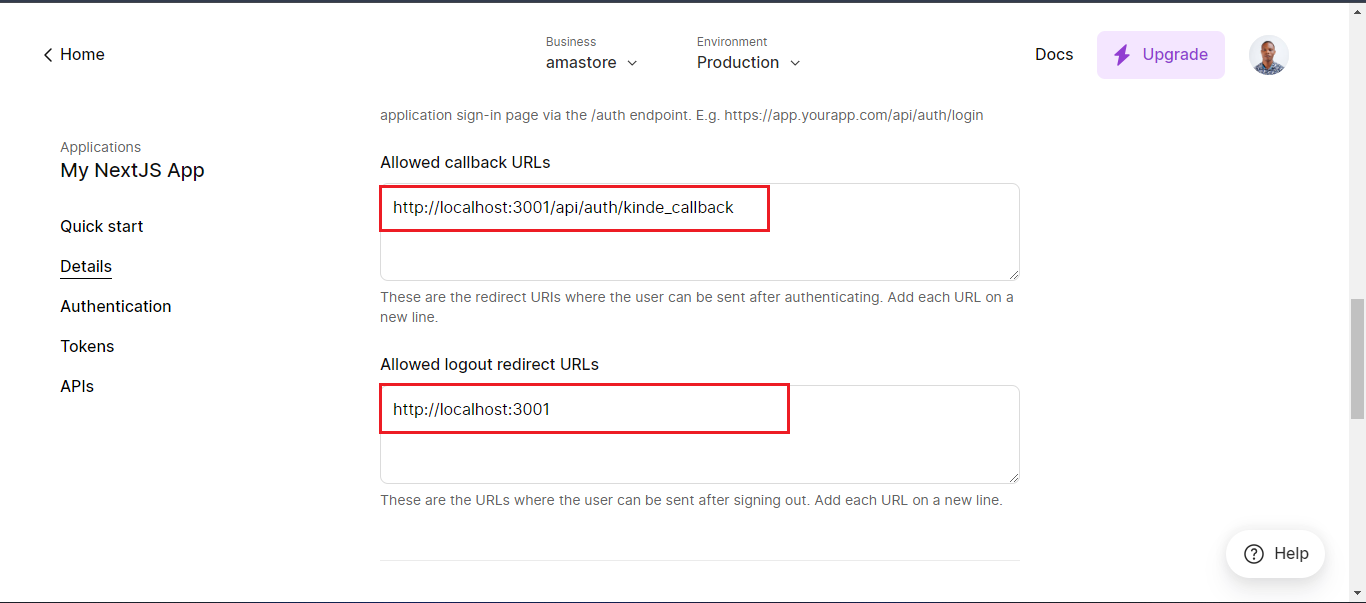 Home
Business
amastore
Environment
Production
Docs
Upgrade
application sign-in page via the /auth endpoint. E.g. https://app.yourapp.com/api/auth/login
Applications
My NextJS App
Quick start
Details
Authentication
Tokens
APIs
Allowed callback URLs
http://localhost:3001/api/auth/kinde_callback
These are the redirect URIs where the user can be sent after authenticating. Add each URL on a
new line.
Allowed logout redirect URLs
http://localhost:3001
These are the URLs where the user can be sent after signing out. Add each URL on a new line.
Help